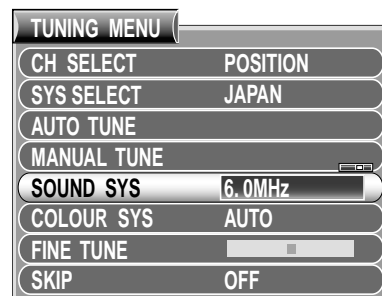 TUNING MENU
CH SELECT POSITION
SYS SELECT JAPAN
AUTO TUNE
MANUAL TUNE
SOUND SYS 6.0MHz
COLOUR SYS AUTO
FINE TUNE
SKIP OFF